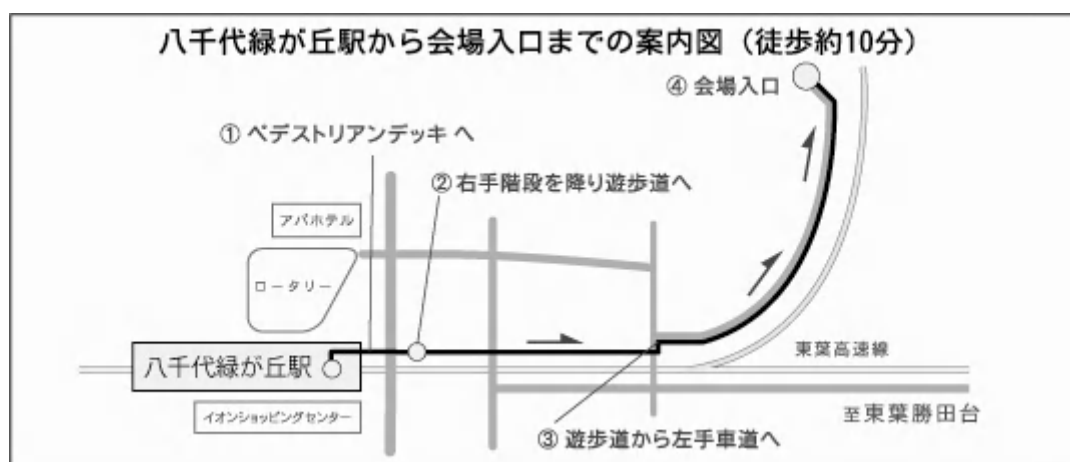 八千代緑が丘駅から会場入口までの案内図（徒歩約10分）
④ 会場入口
① ペデストリアンデッキ へ
② 右手階段を降り遊歩道へ
アパホテル
ロータリー
東葉高速線
八千代緑が丘駅
イオンショッピングセンター
至東葉勝田台
③ 遊歩道から左手車道へ